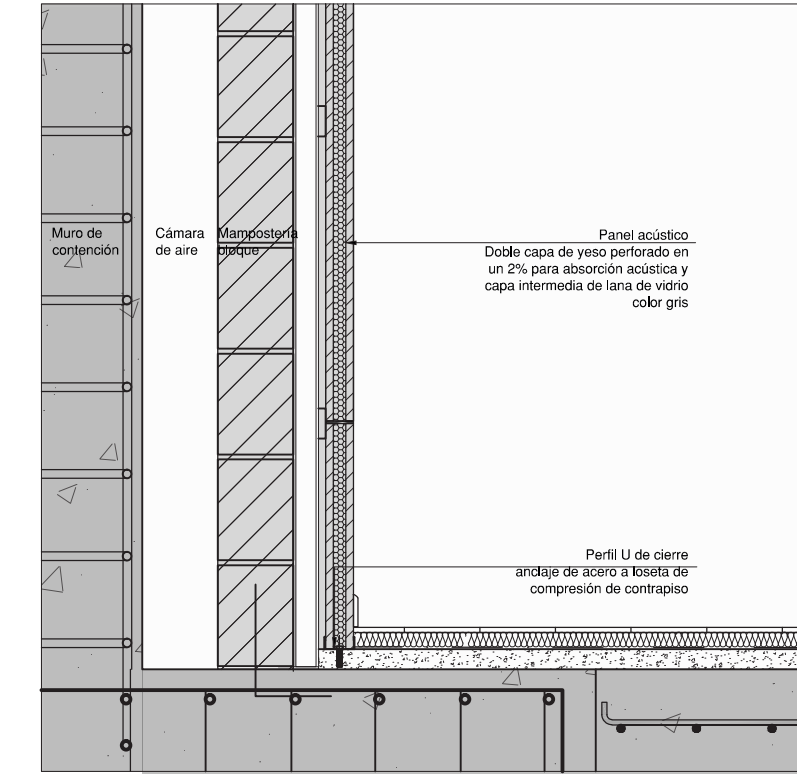 Muro de
contención
Cámara
de aire
Mampostería
bloque
Panel acústico
Doble capa de yeso perforado en
un 2% para absorción acústica y
capa intermedia de lana de vidrio
color gris
Perfil U de cierre
anclaje de acero a loseta de
compresión de contrapiso